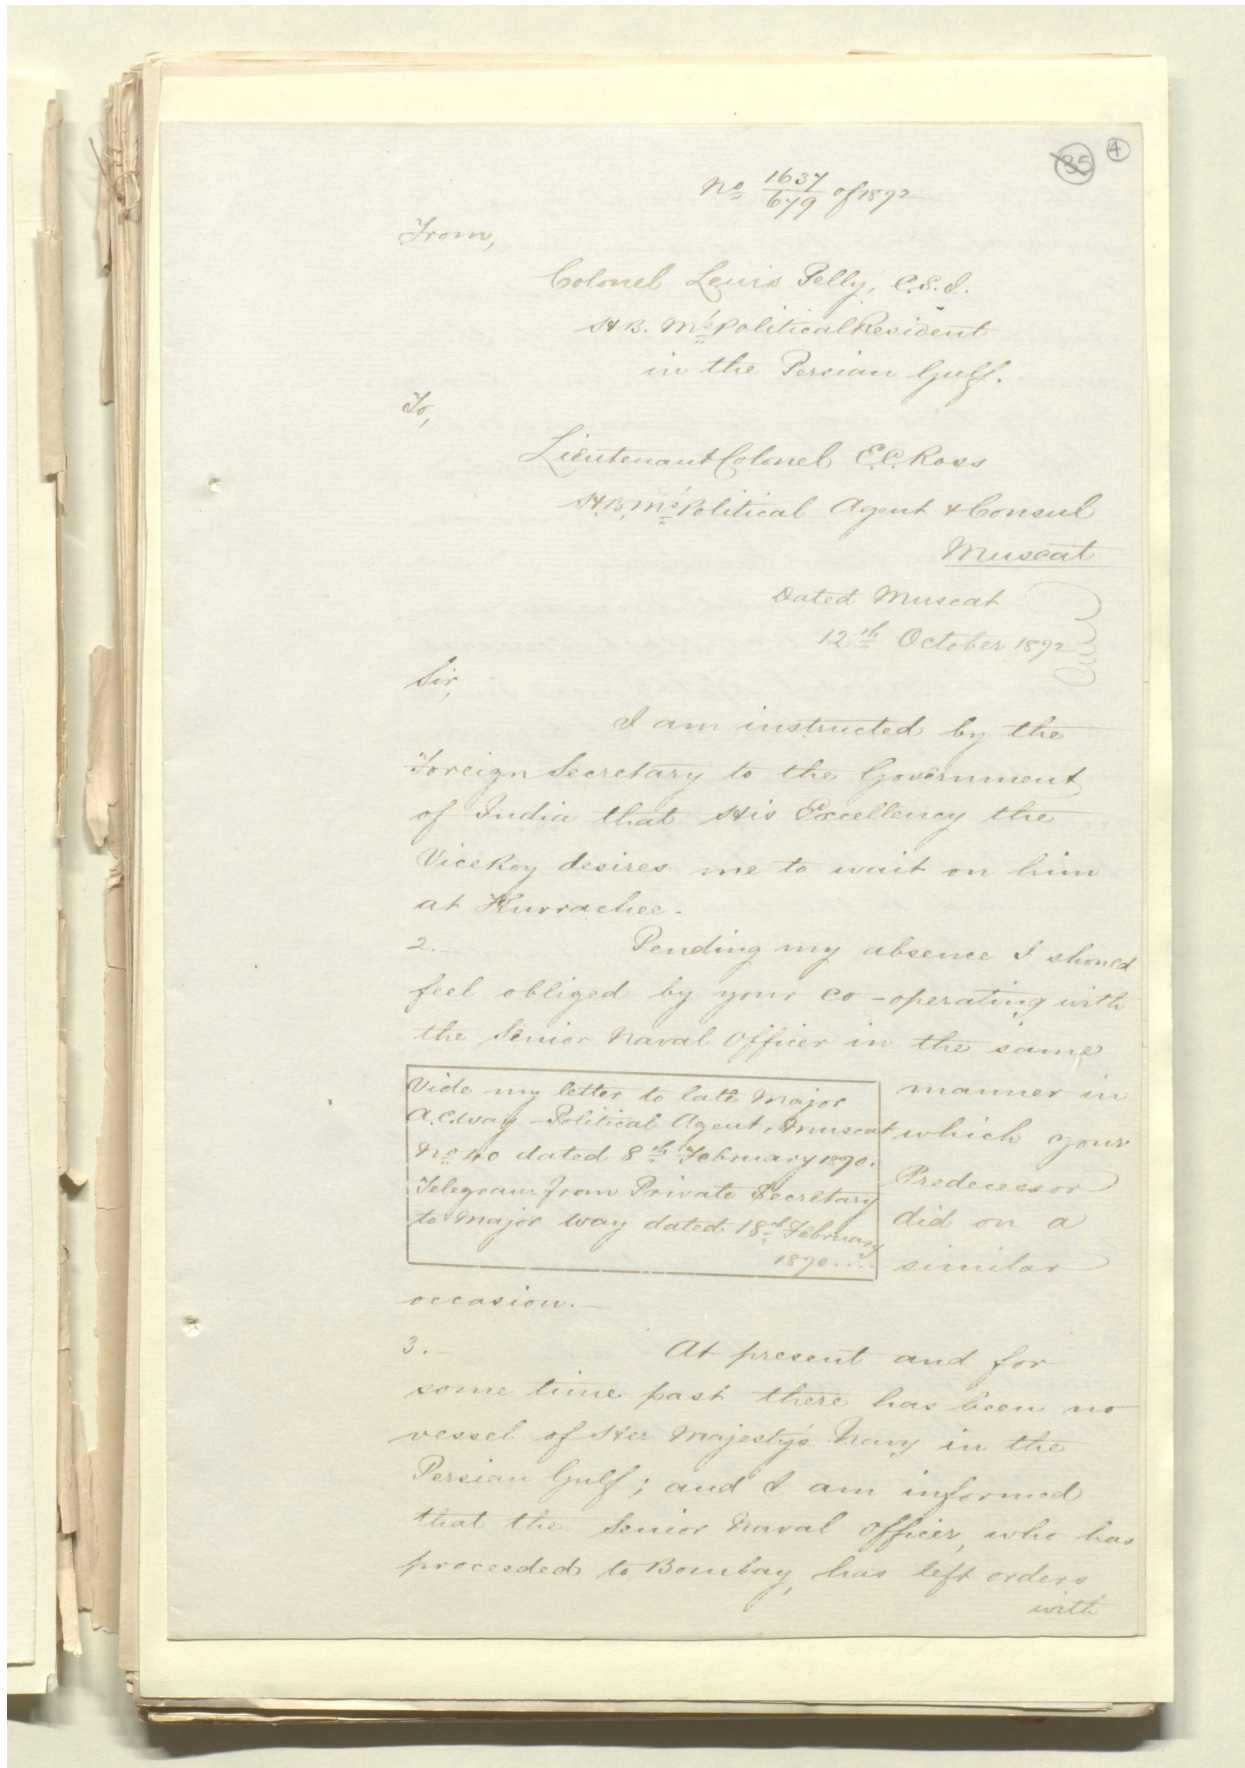 35 4
No 1637/679 of 1872
From,
Colonel Lewis Pelly, C.S.I.
H.B. M's Political Resident
in the Persian Gulf.
To,
Lieutenant Colonel E.C. Ross
H.B.M's Political Agent & Consul
Muscat
Dated Muscat
12th October 1872
Sir,
I am instructed by the
Foreign Secretary to the Government
of India that His Excellency the
ViceRoy desires me to wait on him
at Kurrachee.
2.— Pending my absence I should
feel obliged by your co-operating with
the Senior Naval Officer in the same
manner in
which your
Predecessor
did on a
similar
Vide my letter to late Major
A.C. Way - Political Agent, Muscat
No 40 dated 8th February 1870.
Telegram from Private Secretary
to Major Way dated 18th February
1870....
occasion.—
3.— At present and for
some time past there has been no
vessel of Her Majesty's Navy in the
Persian Gulf; and I am informed
that the Senior Naval Officer, who has
proceeded to Bombay, has left orders
with